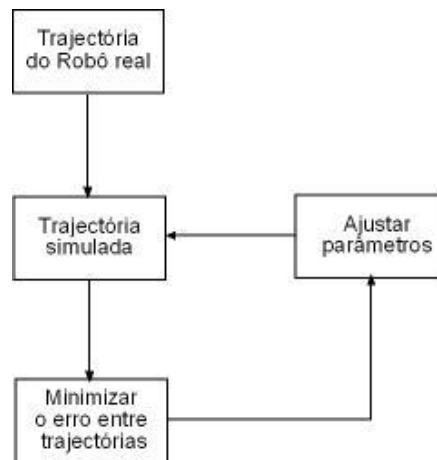 Trajectória
do Robô real
Trajectória
simulada
Ajustar
parâmetros
Minimizar
o erro entre
trajectórias